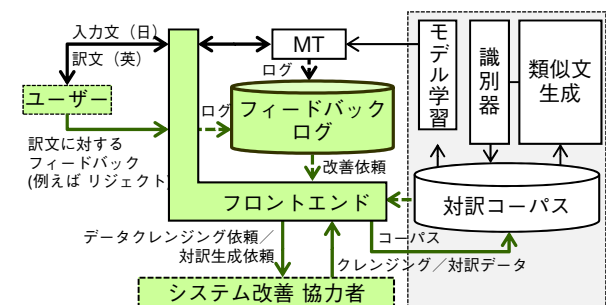 入力文（日）
訳文（英）
ユーザー
訳文に対する
フィードバック
(例えば リジェクト)
MT
ログ
ログ
フィードバック
ログ
改善依頼
フロントエンド
モデル学習
識別器
類似文
生成
対訳コーパス
データクレンジング依頼／
対訳生成依頼
コーパス
クレンジング／対訳データ
システム改善 協力者